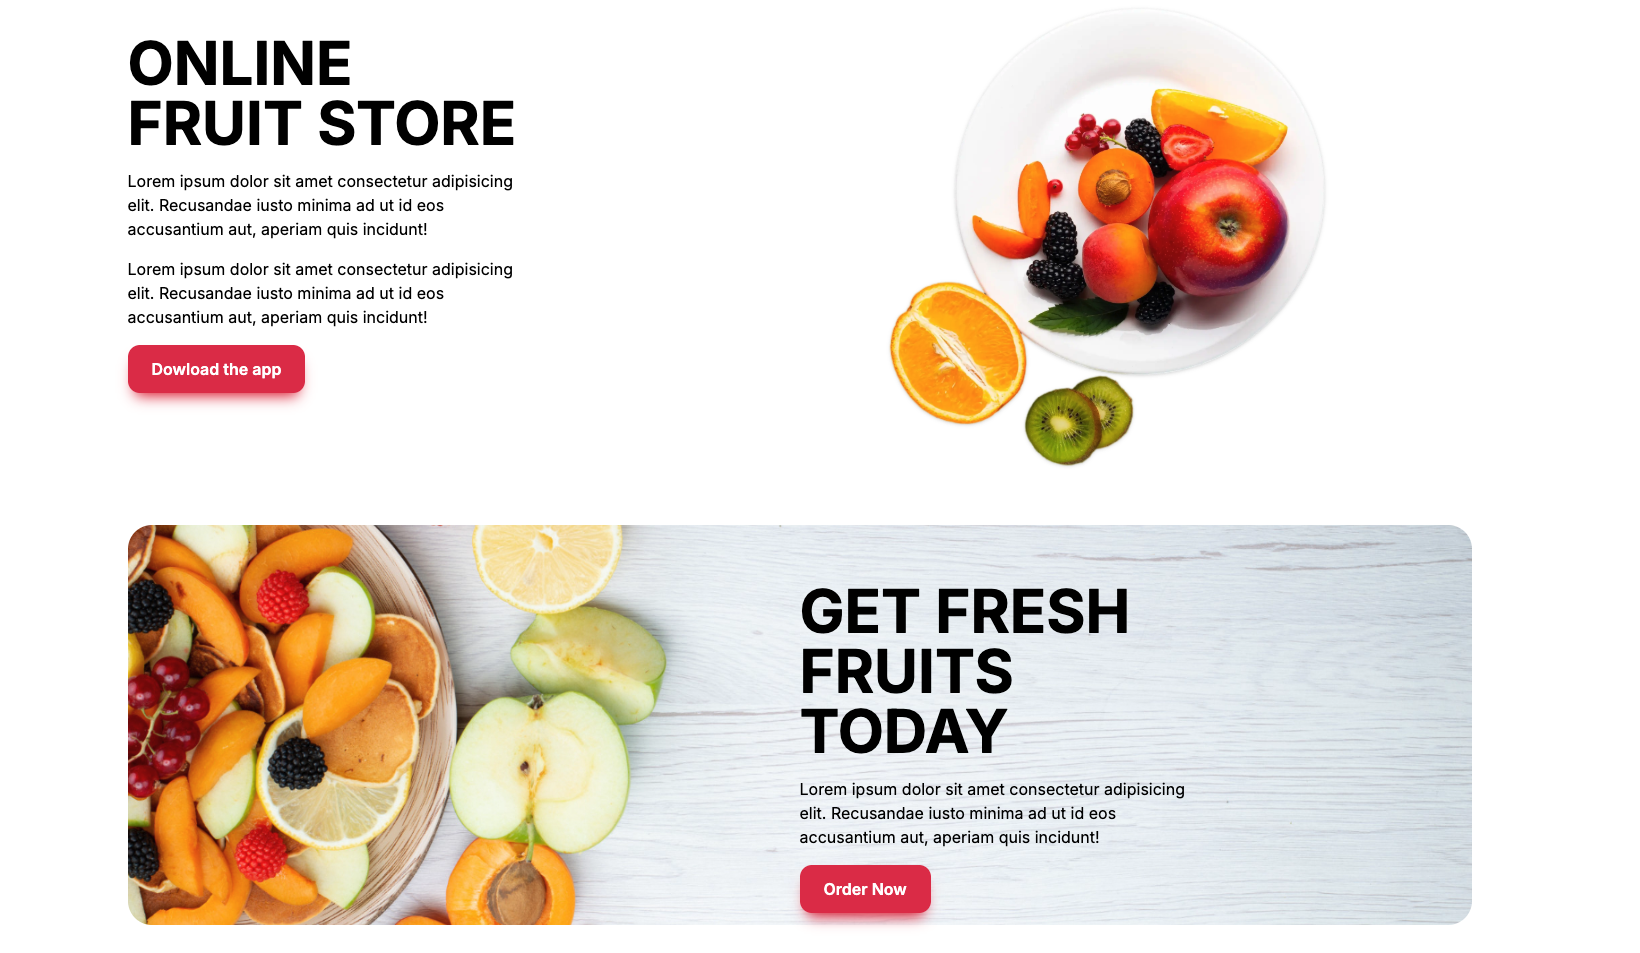 ONLINE
FRUIT STORE
Lorem ipsum dolor sit amet consectetur adipisicing
elit. Recusandae iusto minima ad ut id eos
accusantium aut, aperiam quis incidunt!
Lorem ipsum dolor sit amet consectetur adipisicing
elit. Recusandae iusto minima ad ut id eos
accusantium aut, aperiam quis incidunt!
Dowload the app
GET FRESH
FRUITS
TODAY
Lorem ipsum dolor sit amet consectetur adipisicing
elit. Recusandae iusto minima ad ut id eos
accusantium aut, aperiam quis incidunt!
Order Now